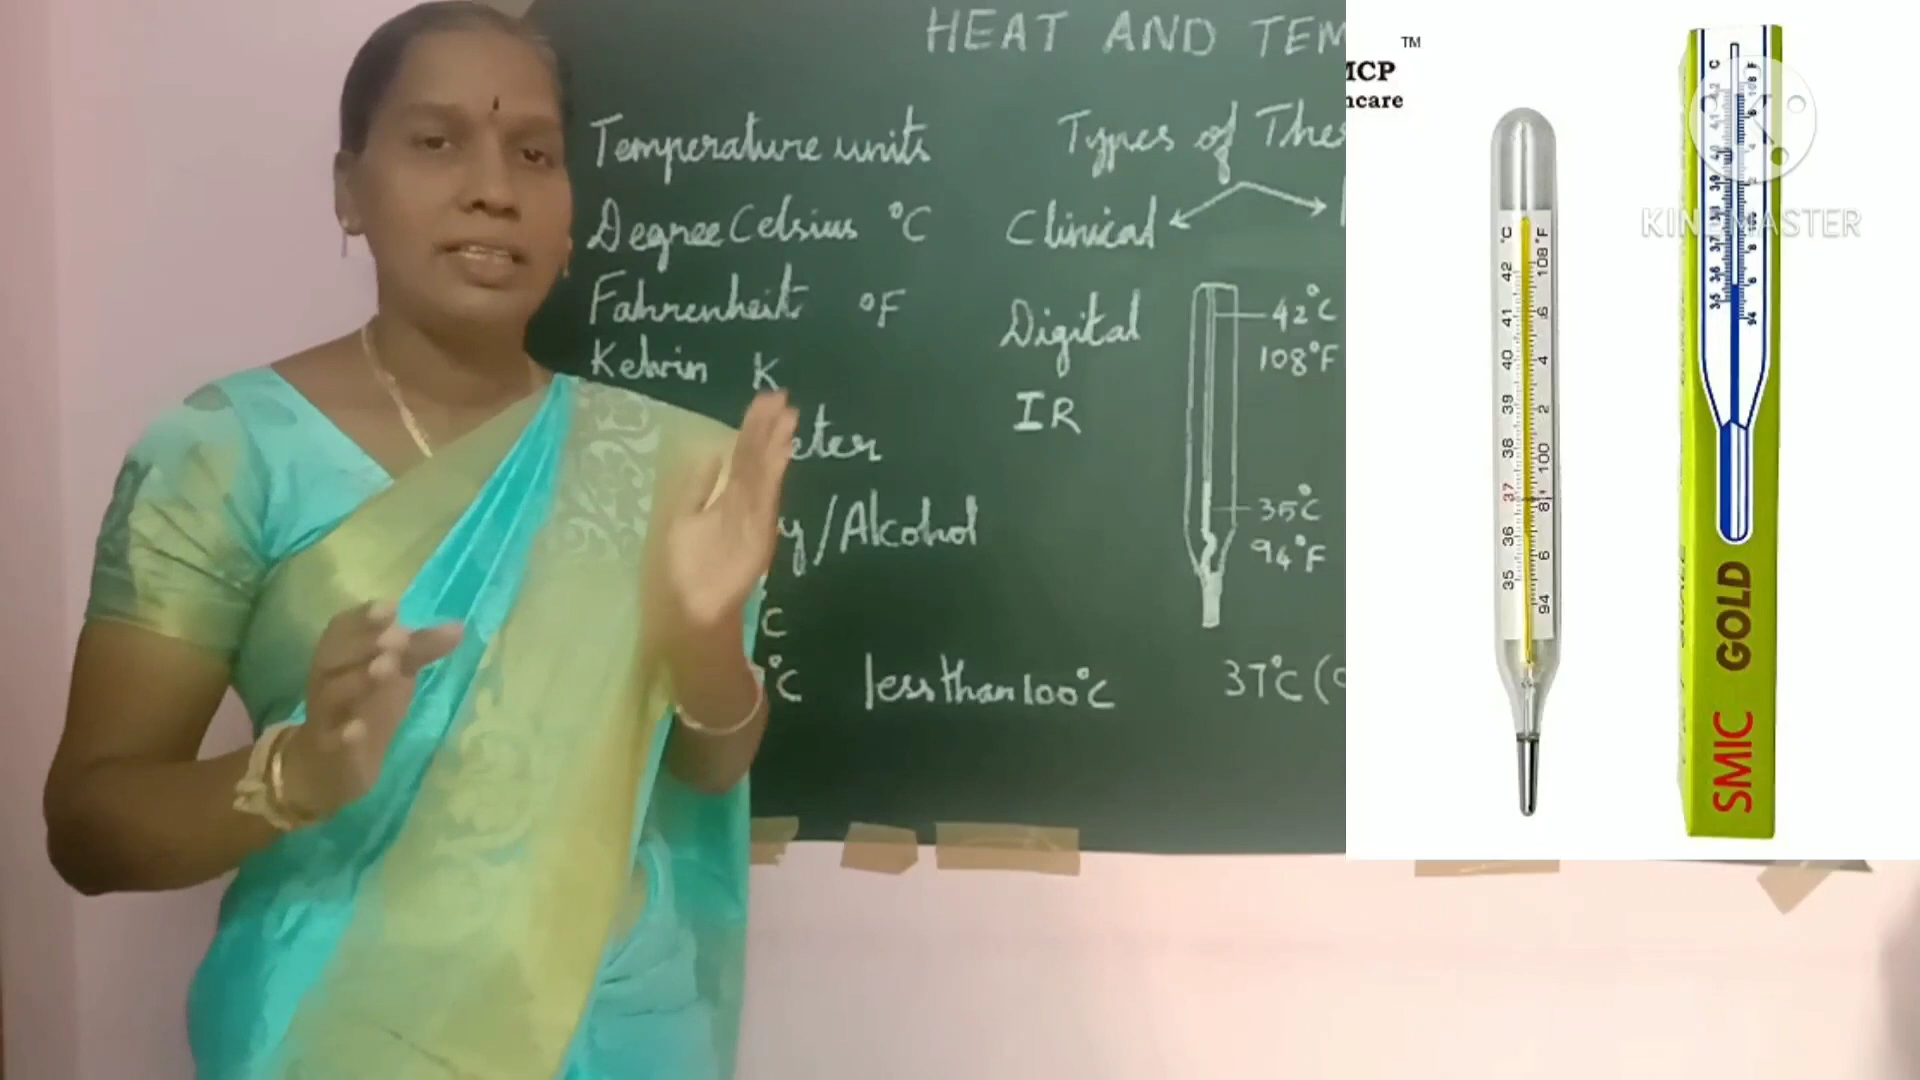 HEAT AND TEM
Temperature units
Degree Celsius °C
Fahrenheit °F
Kelvin K
eter
y/Alcohol
°C
°C less than 100°C
Types of The
Clinical
Digital
IR
42°C
108°F
35°C
94°F
37°C (
TM
MCP
hcare
°C °F
42 108
41 6
40 4
39 2
38 100
37 8
36 6
35 94
C F
KINEMASTER
SMIC GOLD